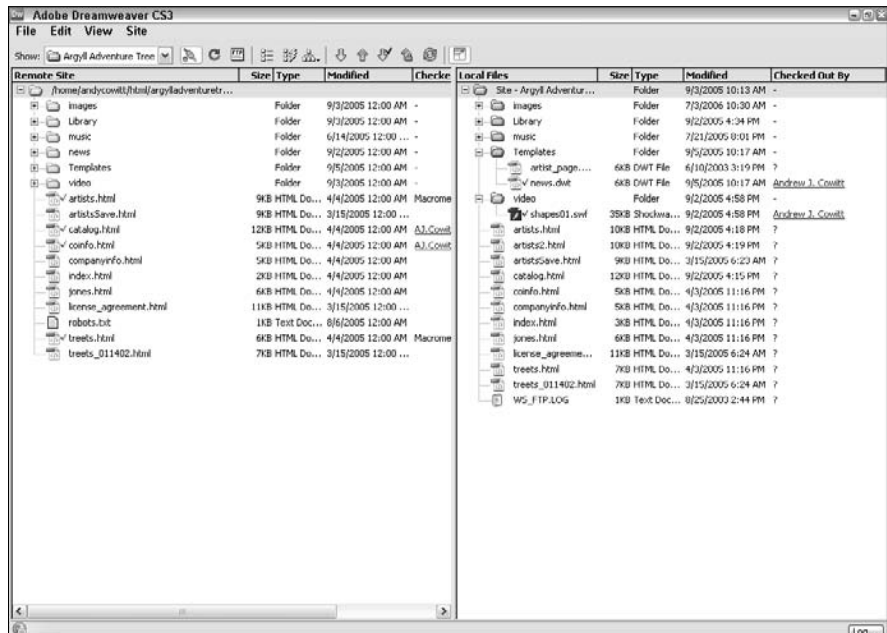 Adobe Dreamweaver CS3
File Edit View Site
Show: Argyll Adventure Tree
Remote Site Size Type Modified Checke
/home/andycowitt/html/argylladventuretr...
images Folder 9/3/2005 12:00 AM -
Library Folder 9/3/2005 12:00 AM -
music Folder 6/14/2005 12:00 ... -
news Folder 9/2/2005 12:00 AM -
Templates Folder 9/5/2005 12:00 AM -
video Folder 9/3/2005 12:00 AM -
artists.html 9KB HTML Do... 4/4/2005 12:00 AM Macrome
artistsSave.html 9KB HTML Do... 3/15/2005 12:00 ...
catalog.html 12KB HTML Do... 4/4/2005 12:00 AM AJ.Cowit
coinfo.html 5KB HTML Do... 4/4/2005 12:00 AM AJ.Cowit
companyinfo.html 5KB HTML Do... 4/4/2005 12:00 AM
index.html 2KB HTML Do... 4/4/2005 12:00 AM
jones.html 6KB HTML Do... 4/4/2005 12:00 AM
license_agreement.html 11KB HTML Do... 3/15/2005 12:00 ...
robots.txt 1KB Text Doc... 8/6/2005 12:00 AM
treets.html 6KB HTML Do... 4/4/2005 12:00 AM Macrome
treets_011402.html 7KB HTML Do... 3/15/2005 12:00 ...
Local Files Size Type Modified Checked Out By
Site - Argyll Adventur... Folder 9/3/2005 10:13 AM -
images Folder 7/3/2006 10:30 AM -
Library Folder 9/2/2005 4:34 PM -
music Folder 7/21/2005 8:01 PM -
Templates Folder 9/5/2005 10:17 AM -
artist_page.... 6KB DWT File 6/10/2003 3:19 PM ?
news.dwt 6KB DWT File 9/5/2005 10:17 AM Andrew J. Cowitt
video Folder 9/2/2005 4:58 PM -
shapes01.swf 35KB Shockwa... 9/2/2005 4:58 PM Andrew J. Cowitt
artists.html 10KB HTML Do... 9/2/2005 4:18 PM ?
artists2.html 10KB HTML Do... 9/2/2005 4:19 PM ?
artistsSave.html 9KB HTML Do... 3/15/2005 6:23 AM ?
catalog.html 12KB HTML Do... 9/2/2005 4:15 PM ?
coinfo.html 5KB HTML Do... 4/3/2005 11:16 PM ?
companyinfo.html 5KB HTML Do... 4/3/2005 11:16 PM ?
index.html 3KB HTML Do... 4/3/2005 11:16 PM ?
jones.html 6KB HTML Do... 4/3/2005 11:16 PM ?
license_agreeme... 11KB HTML Do... 3/15/2005 6:24 AM ?
treets.html 7KB HTML Do... 4/3/2005 11:16 PM ?
treets_011402.html 7KB HTML Do... 3/15/2005 6:24 AM ?
WS_FTP.LOG 1KB Text Doc... 8/25/2003 2:44 PM ?
Log...